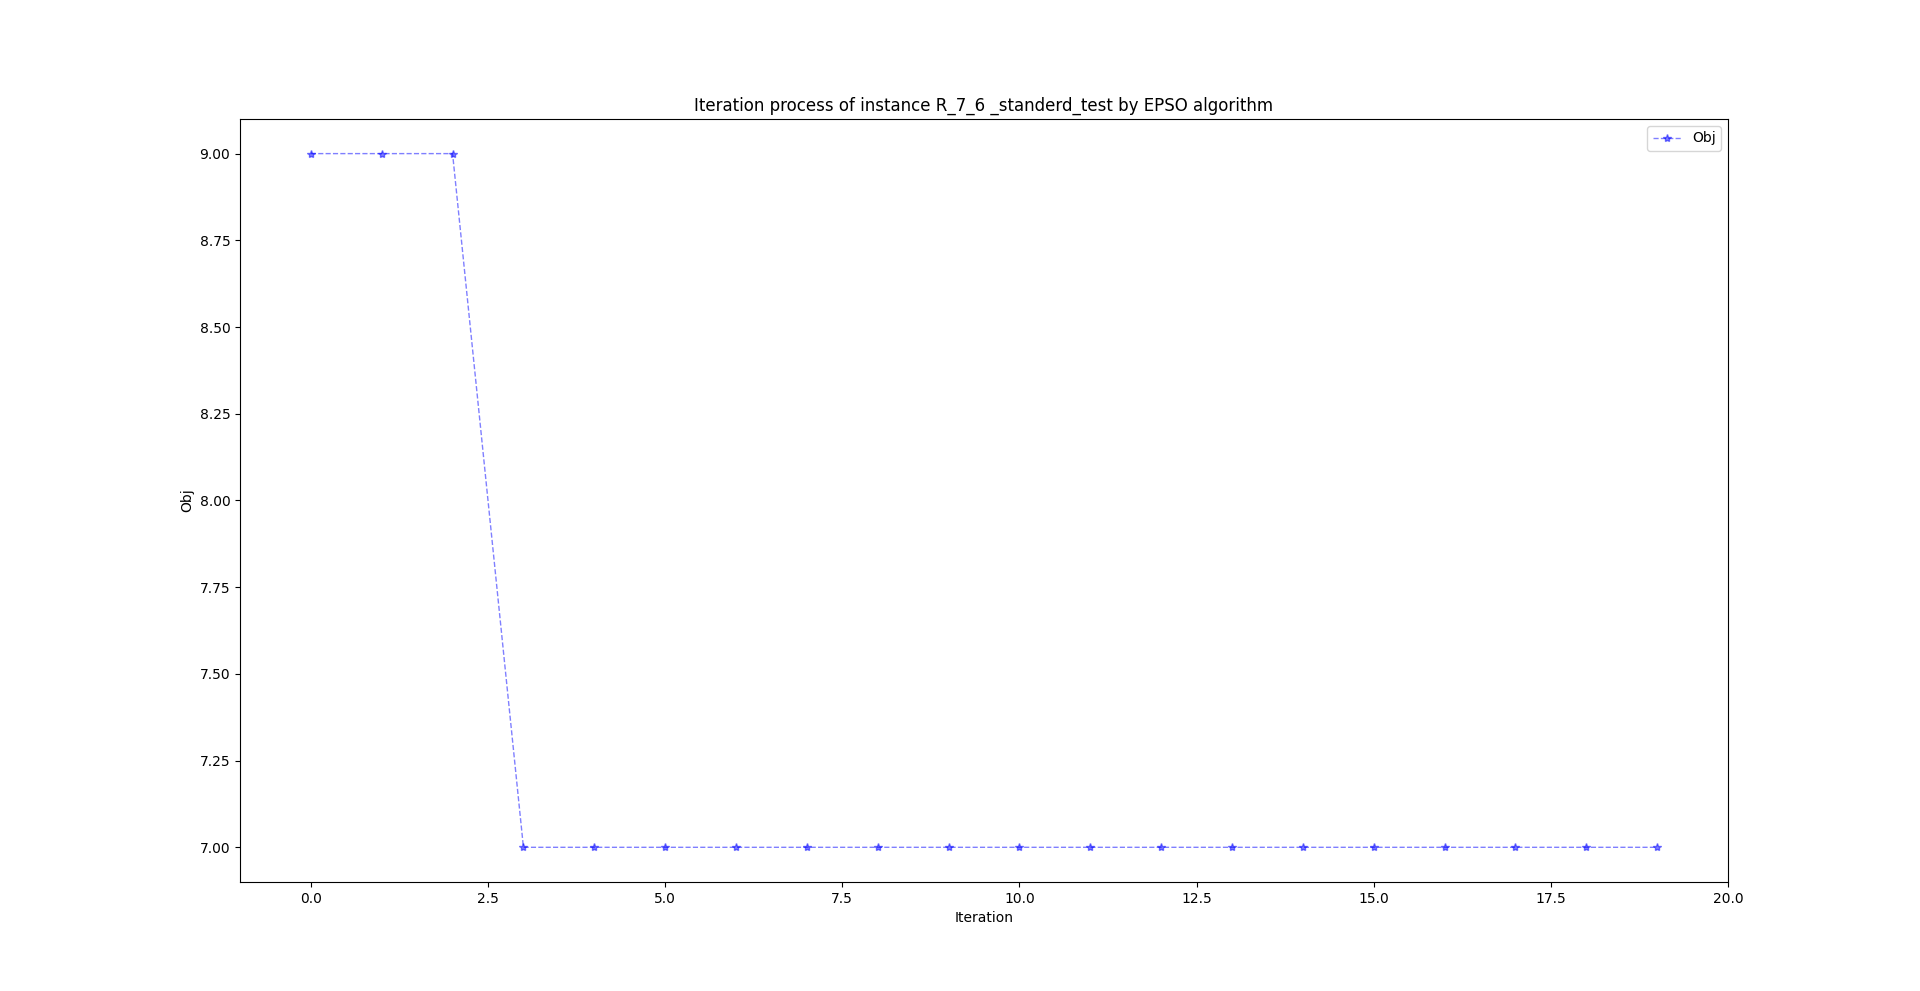 Iteration process of instance R_7_6 _standerd_test by EPSO algorithm
Obj
9.00
8.75
8.50
8.25
8.00
7.75
7.50
7.25
7.00
Obj
0.0 2.5 5.0 7.5 10.0 12.5 15.0 17.5 20.0
Iteration